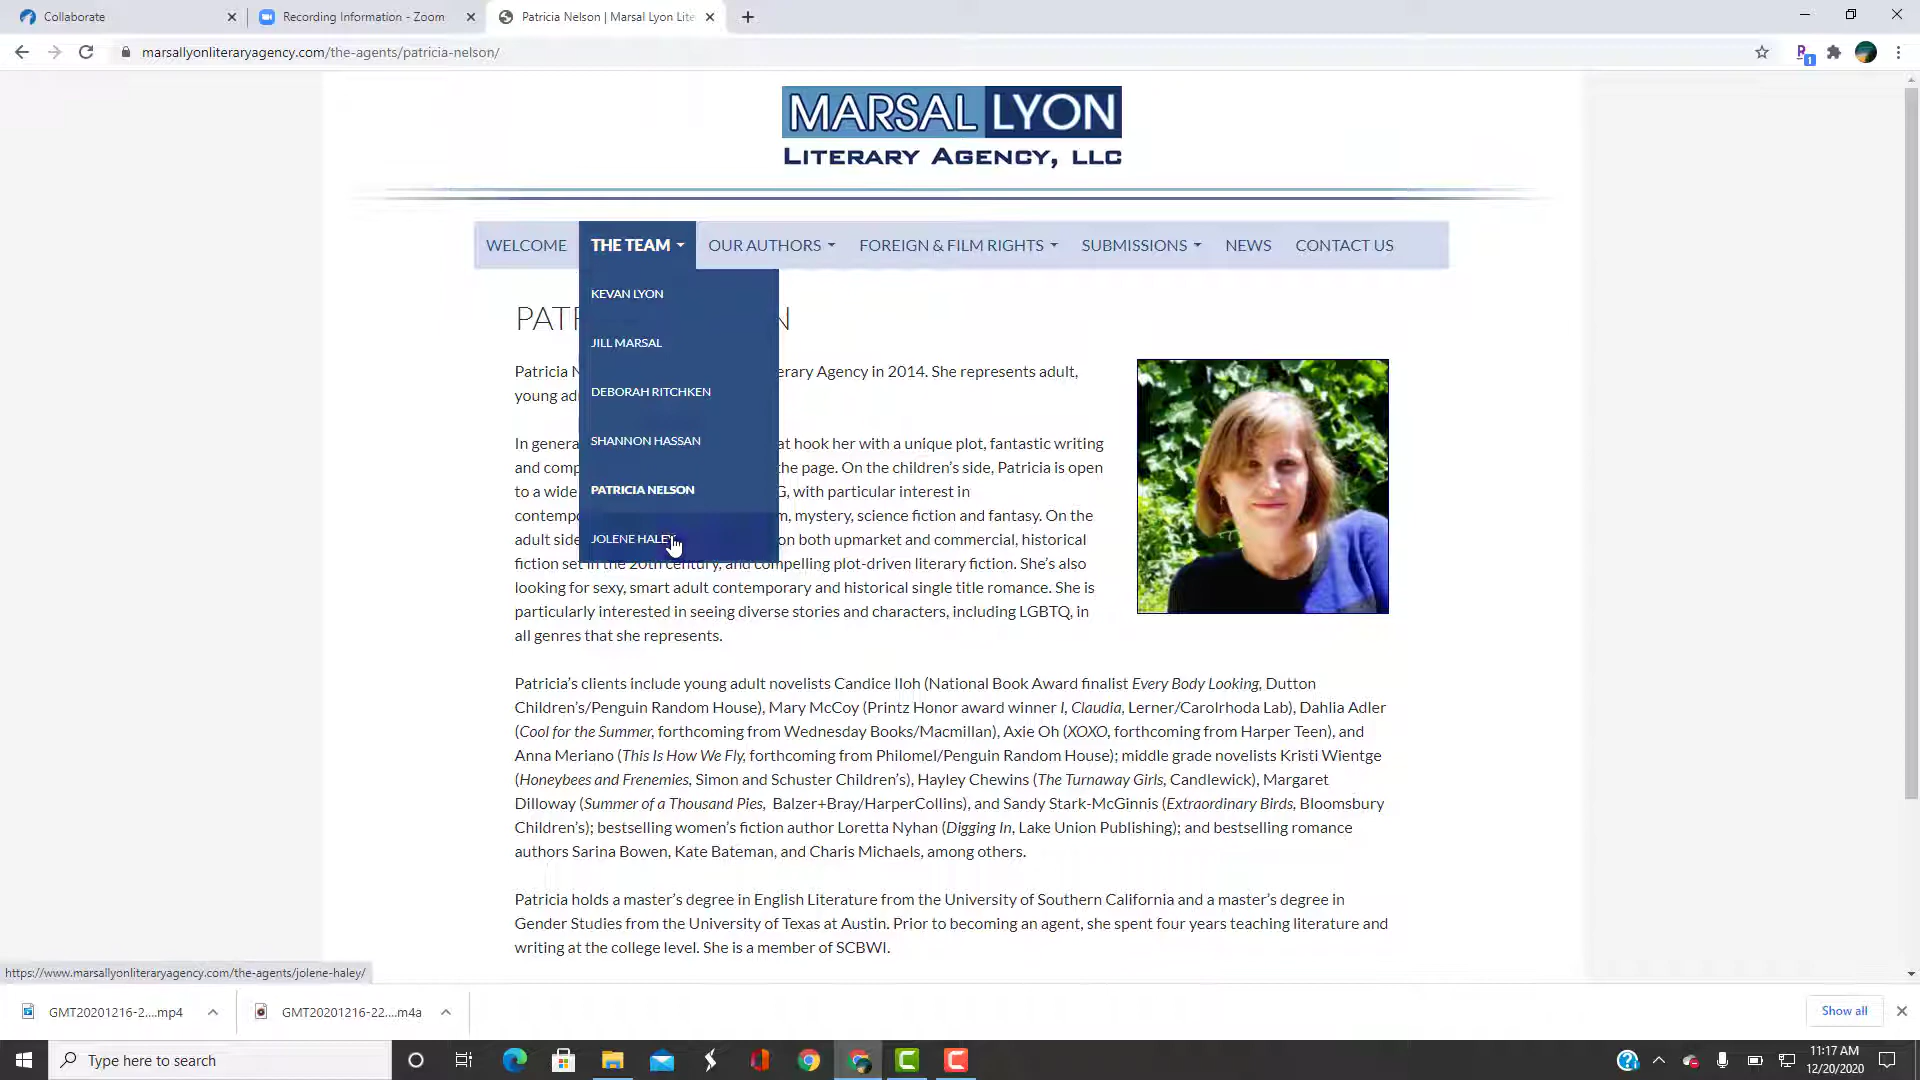 Collaborate
Recording Information - Zoom
Patricia Nelson | Marsal Lyon Lite
marsallyonliteraryagency.com/the-agents/patricia-nelson/
1
MARSAL LYON
LITERARY AGENCY, LLC
WELCOME THE TEAM OUR AUTHORS FOREIGN & FILM RIGHTS SUBMISSIONS NEWS CONTACT US
KEVAN LYON
JILL MARSAL
DEBORAH RITCHKEN
SHANNON HASSAN
PATRICIA NELSON
JOLENE HALEY
PAT N
Patricia N erary Agency in 2014. She represents adult,
young ad
In genera at hook her with a unique plot, fantastic writing
and comp the page. On the children's side, Patricia is open
to a wide G, with particular interest in
contemp m, mystery, science fiction and fantasy. On the
adult side on both upmarket and commercial, historical
fiction set in the 20th century, and compelling plot-driven literary fiction. She's also
looking for sexy, smart adult contemporary and historical single title romance. She is
particularly interested in seeing diverse stories and characters, including LGBTQ, in
all genres that she represents.
Patricia's clients include young adult novelists Candice Iloh (National Book Award finalist Every Body Looking, Dutton
Children's/Penguin Random House), Mary McCoy (Printz Honor award winner I, Claudia, Lerner/Carolrhoda Lab), Dahlia Adler
(Cool for the Summer, forthcoming from Wednesday Books/Macmillan), Axie Oh (XOXO, forthcoming from Harper Teen), and
Anna Meriano (This Is How We Fly, forthcoming from Philomel/Penguin Random House); middle grade novelists Kristi Wientge
(Honeybees and Frenemies, Simon and Schuster Children's), Hayley Chewins (The Turnaway Girls, Candlewick), Margaret
Dilloway (Summer of a Thousand Pies, Balzer+Bray/HarperCollins), and Sandy Stark-McGinnis (Extraordinary Birds, Bloomsbury
Children's); bestselling women's fiction author Loretta Nyhan (Digging In, Lake Union Publishing); and bestselling romance
authors Sarina Bowen, Kate Bateman, and Charis Michaels, among others.
Patricia holds a master's degree in English Literature from the University of Southern California and a master's degree in
Gender Studies from the University of Texas at Austin. Prior to becoming an agent, she spent four years teaching literature and
writing at the college level. She is a member of SCBWI.
https://www.marsallyonliteraryagency.com/the-agents/jolene-haley/
GMT20201216-2....mp4
GMT20201216-22....m4a
Show all
Type here to search
11:17 AM
12/20/2020